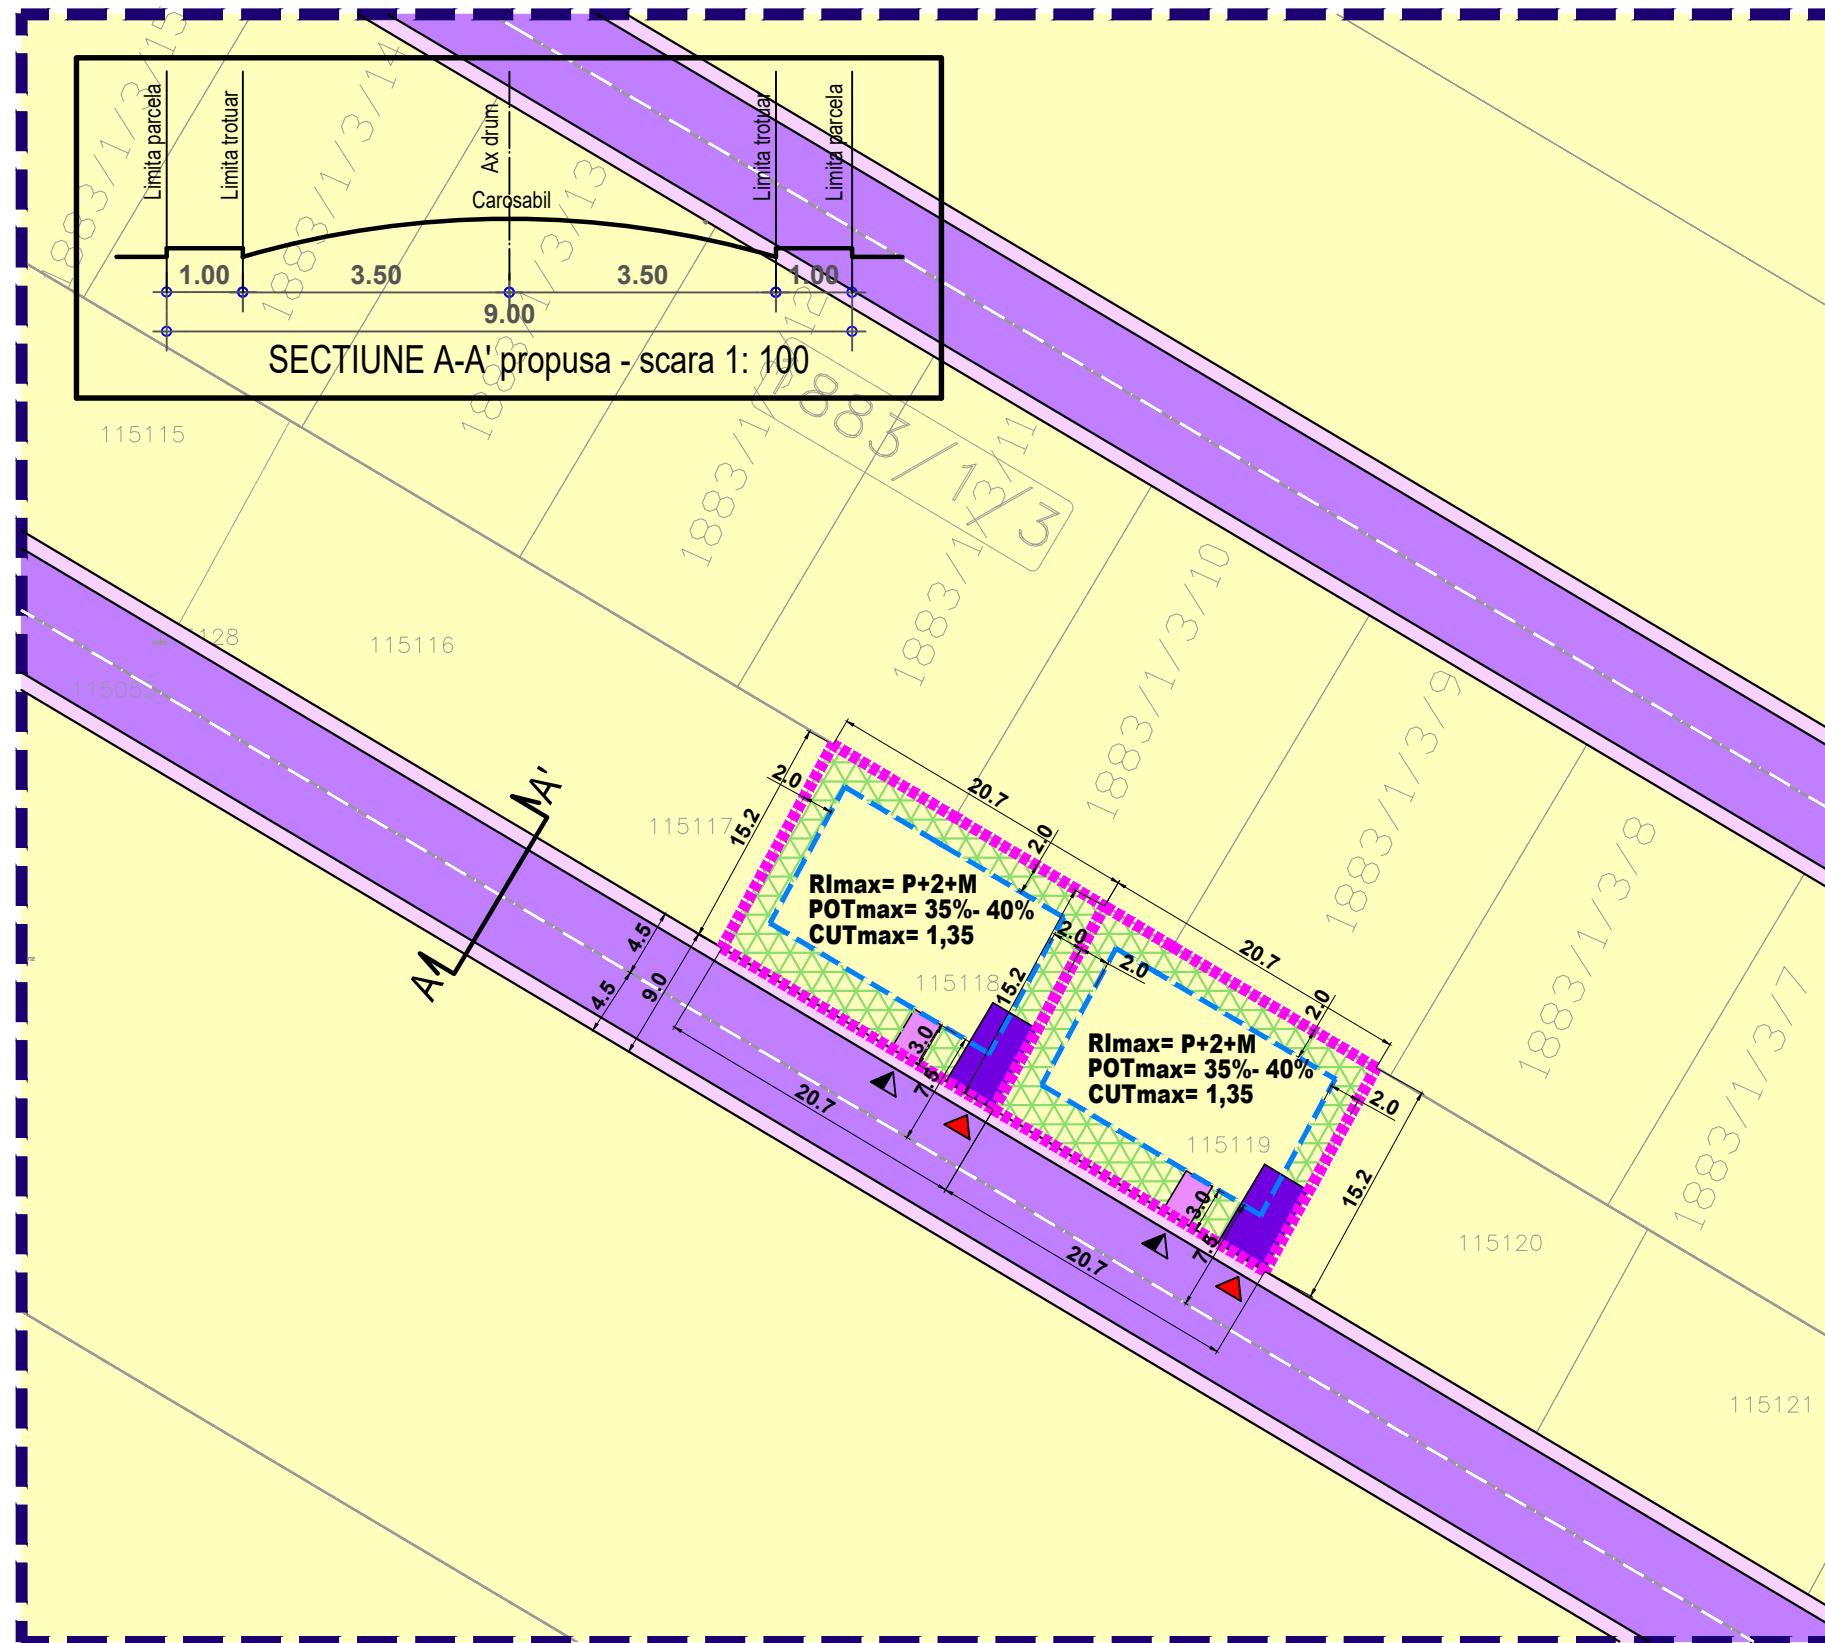 Limita parcela
Limita trotuar
Ax drum
Limita trotuar
Limita parcela
Carosabil
1.00
3.50
3.50
1.00
9.00
SECTIUNE A-A' propusa - scara 1: 100
1883/1/3/14
1883/1/3/13
1883/1/3/11
1883/1/3
1883/1/3/10
1883/1/3/9
1883/1/3/8
1883/1/3/7
115115
115116
115053
115117
A'
A
2.0
15.2
20.7
2.0
RImax= P+2+M
POTmax= 35%- 40%
CUTmax= 1,35
115118
2.0
2.0
15.2
20.7
2.0
4.5
4.5
9.0
3.0
7.5
20.7
RImax= P+2+M
POTmax= 35%- 40%
CUTmax= 1,35
115119
2.0
15.2
3.0
7.5
20.7
115120
115121